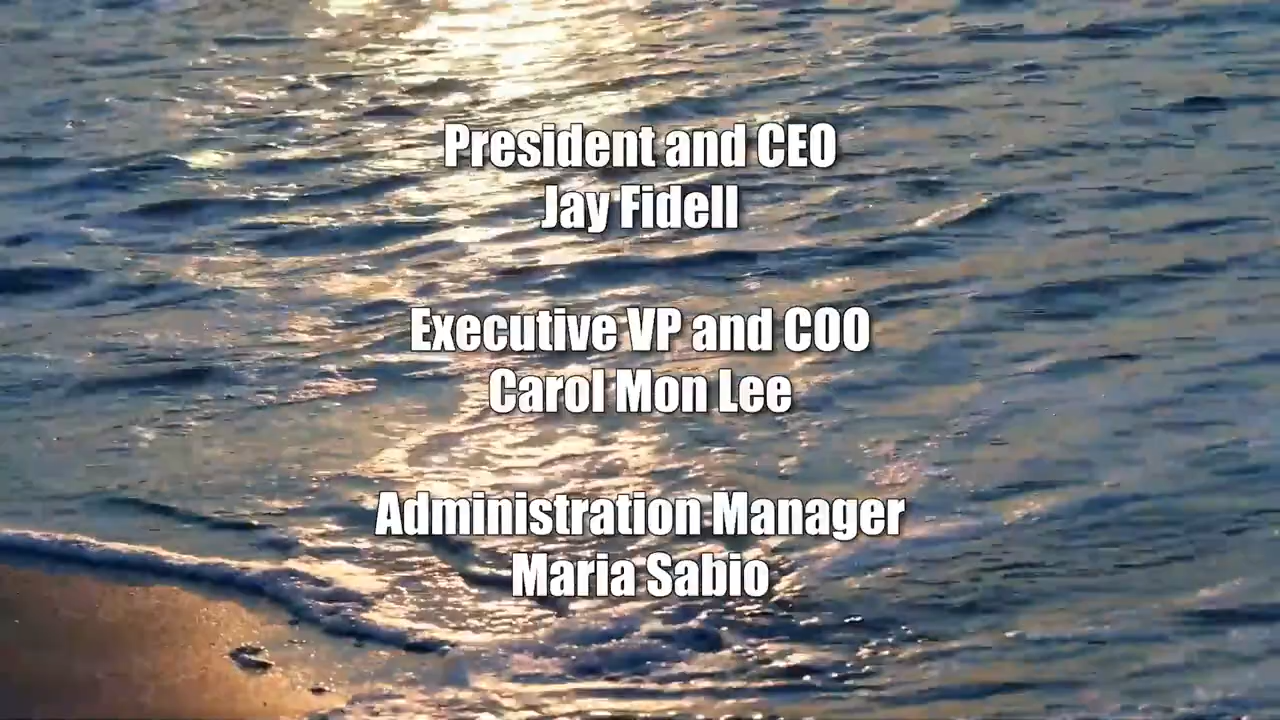 President and CEO
Jay Fidell
Executive VP and COO
Carol Mon Lee
Administration Manager
Maria Sabio